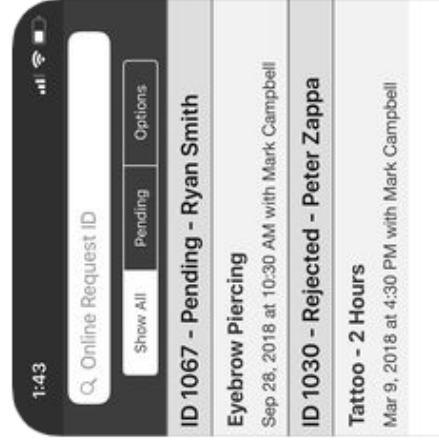 1:43
Online Request ID
Show All Pending Options
ID 1067 - Pending - Ryan Smith
Eyebrow Piercing
Sep 28, 2018 at 10:30 AM with Mark Campbell
ID 1030 - Rejected - Peter Zappa
Tattoo - 2 Hours
Mar 9, 2018 at 4:30 PM with Mark Campbell